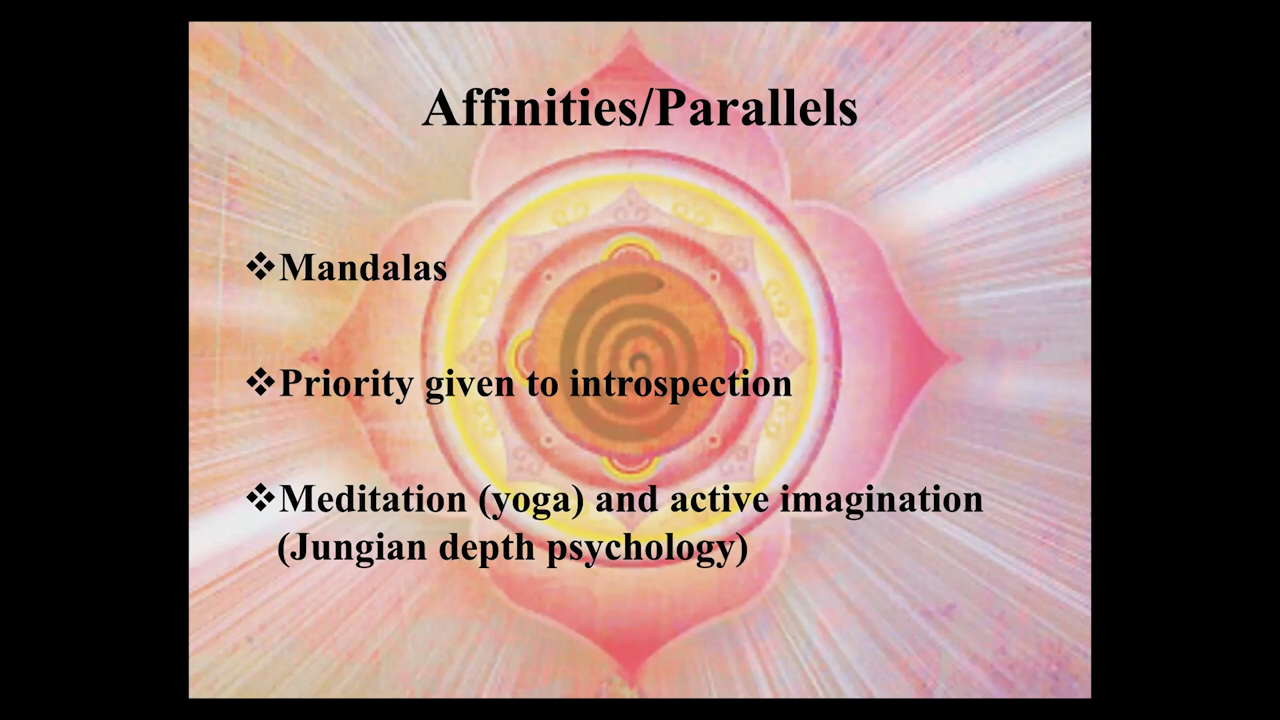 Affinities/Parallels
❖Mandalas
❖Priority given to introspection
❖Meditation (yoga) and active imagination
(Jungian depth psychology)